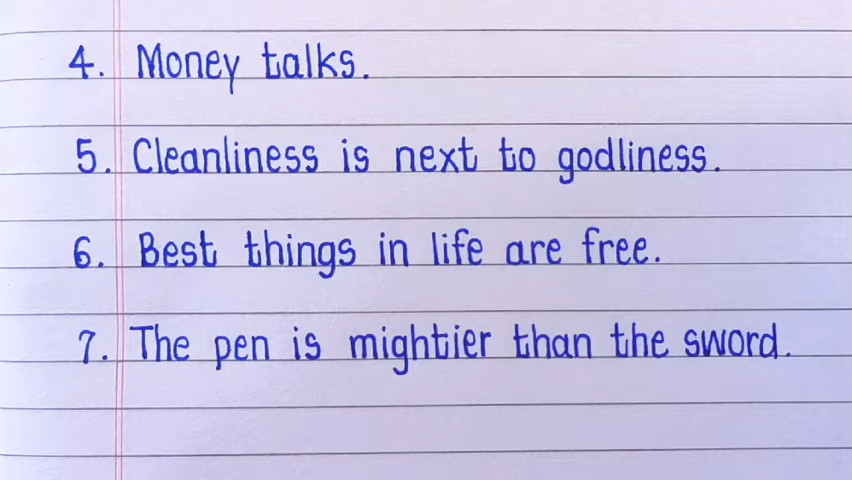 4. Money talks.
5. Cleanliness is next to godliness.
6. Best things in life are free.
7. The pen is mightier than the sword.